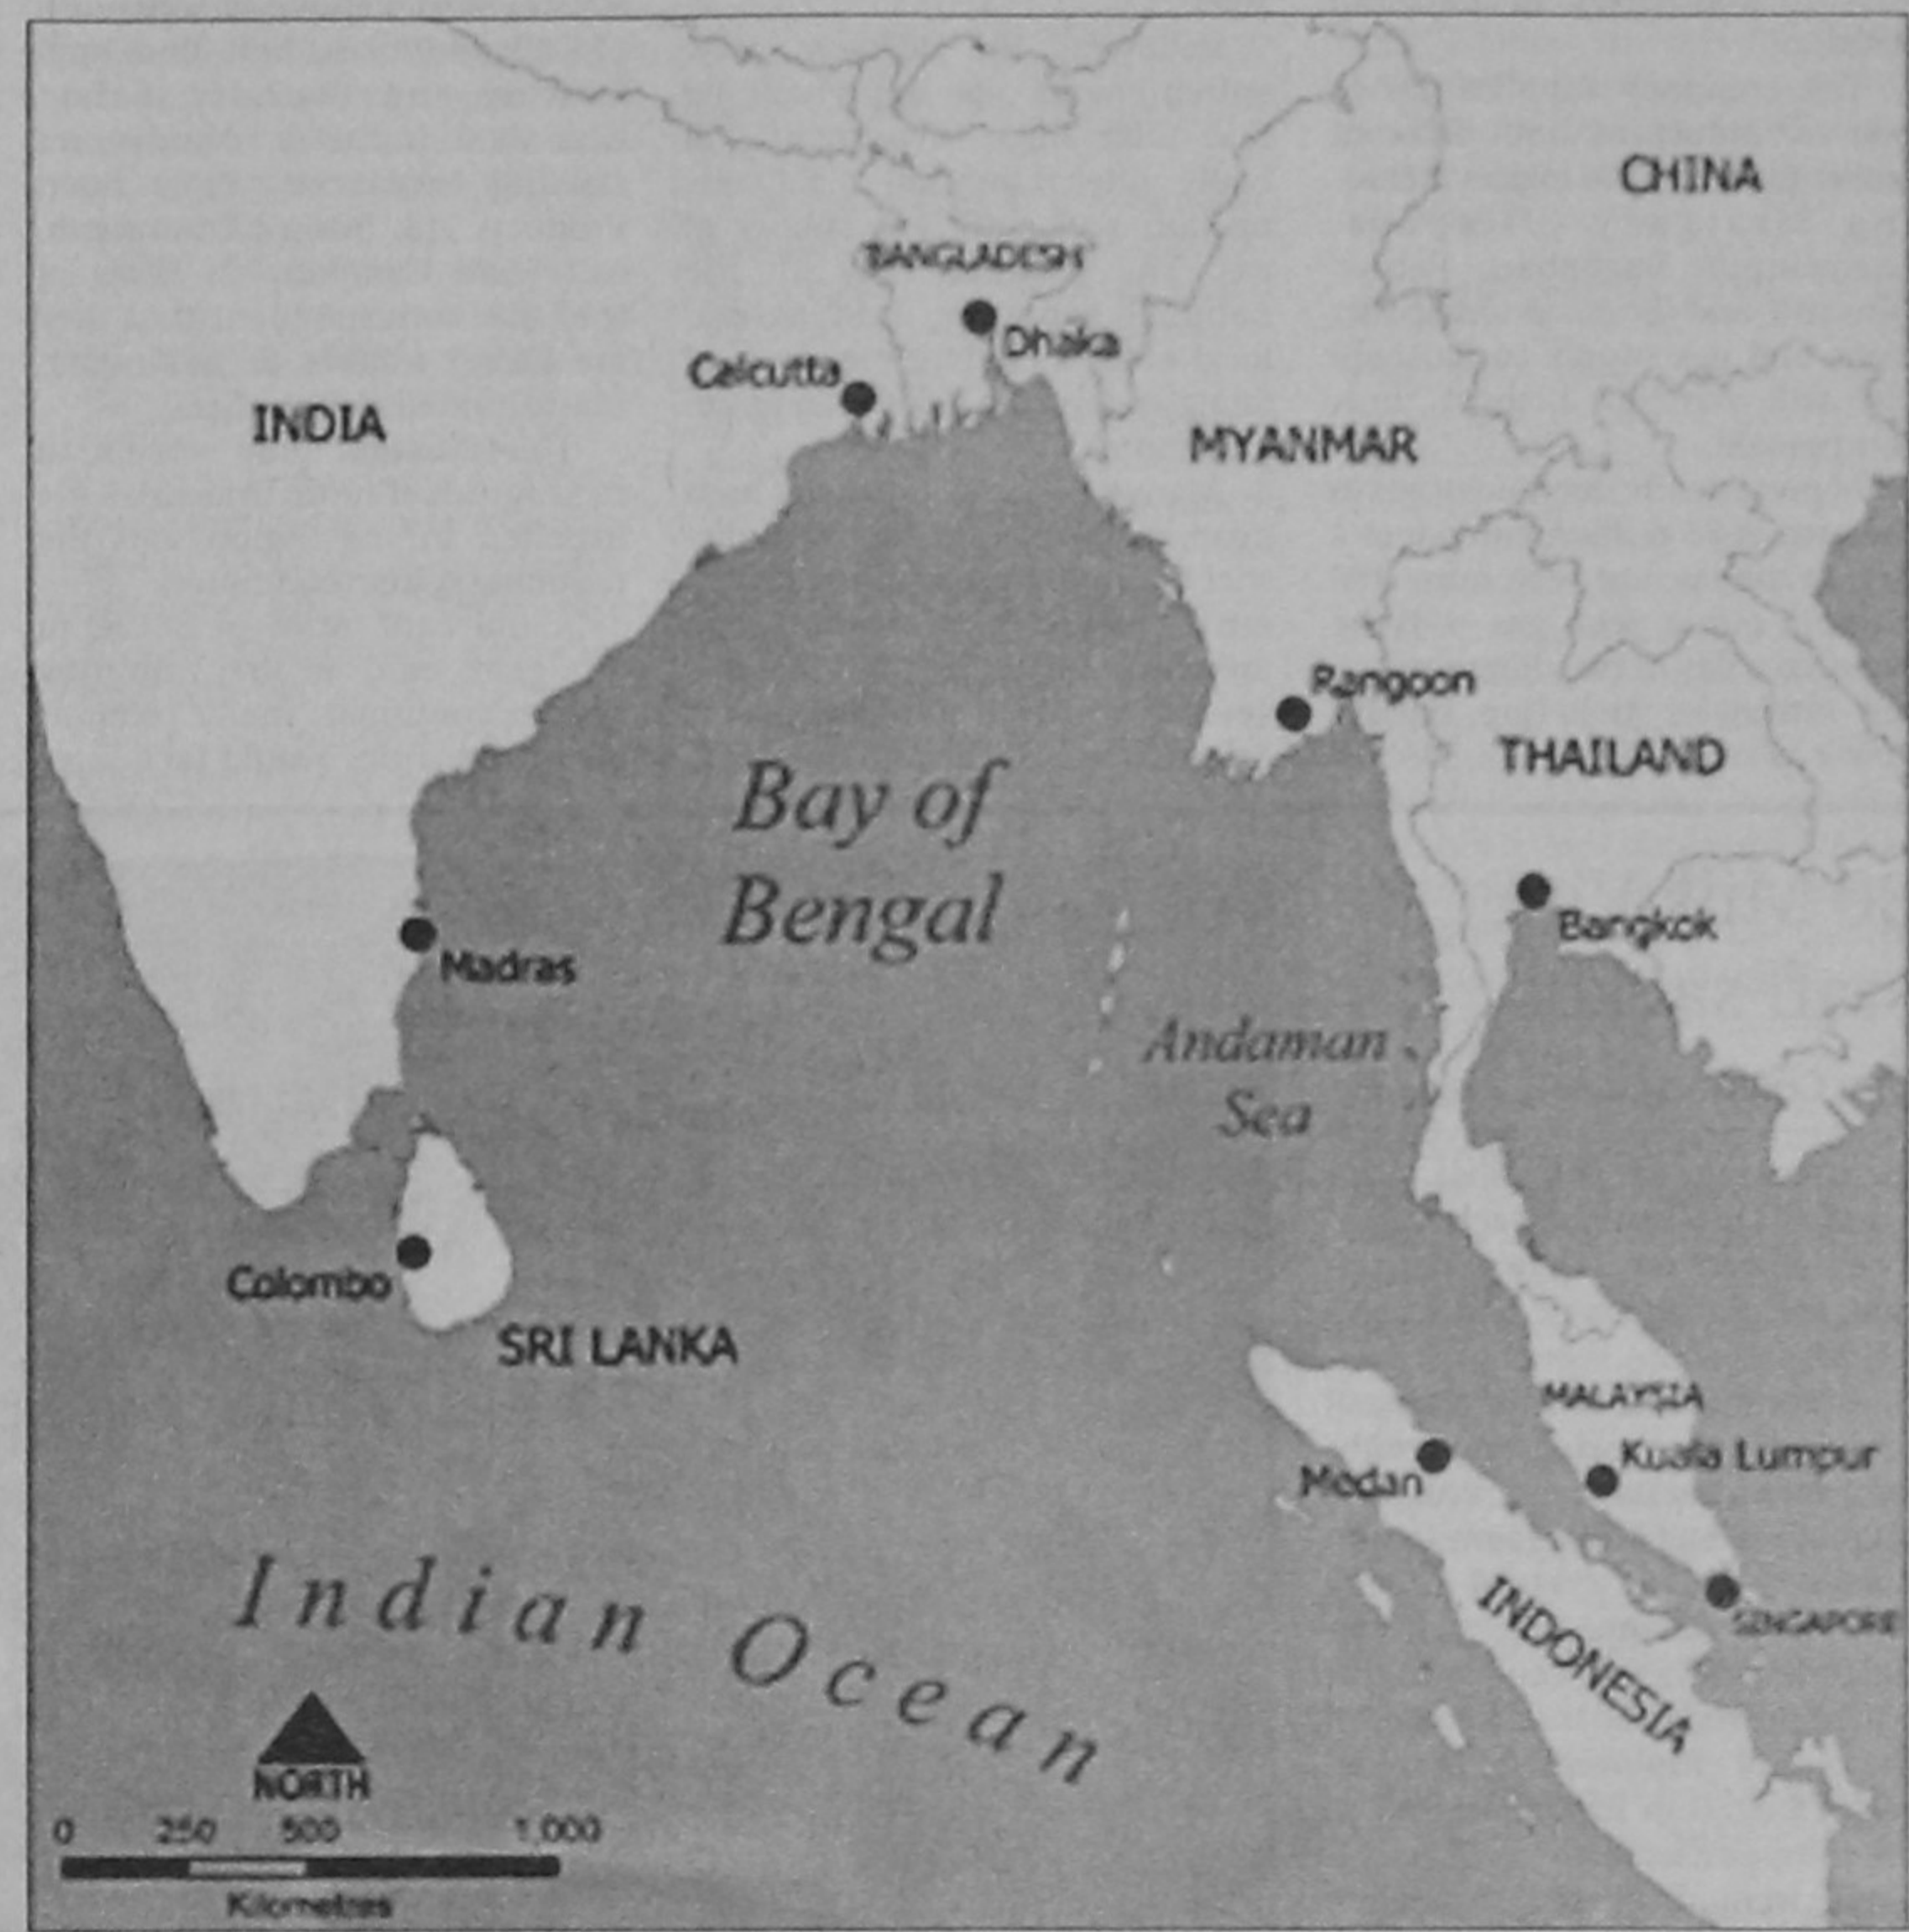 CHINA
BANGLADESH
Dhaka
Calcutta
INDIA
MYANMAR
Rangoon
THAILAND
Bay of
Bengal
Bangkok
Madras
Andaman
Sea
Colombo
SRI LANKA
MALAYSIA
Kuala Lumpur
Medan
Indian Ocean
SINGAPORE
INDONESIA
NORTH
0 250 500 1,000
Kilometres